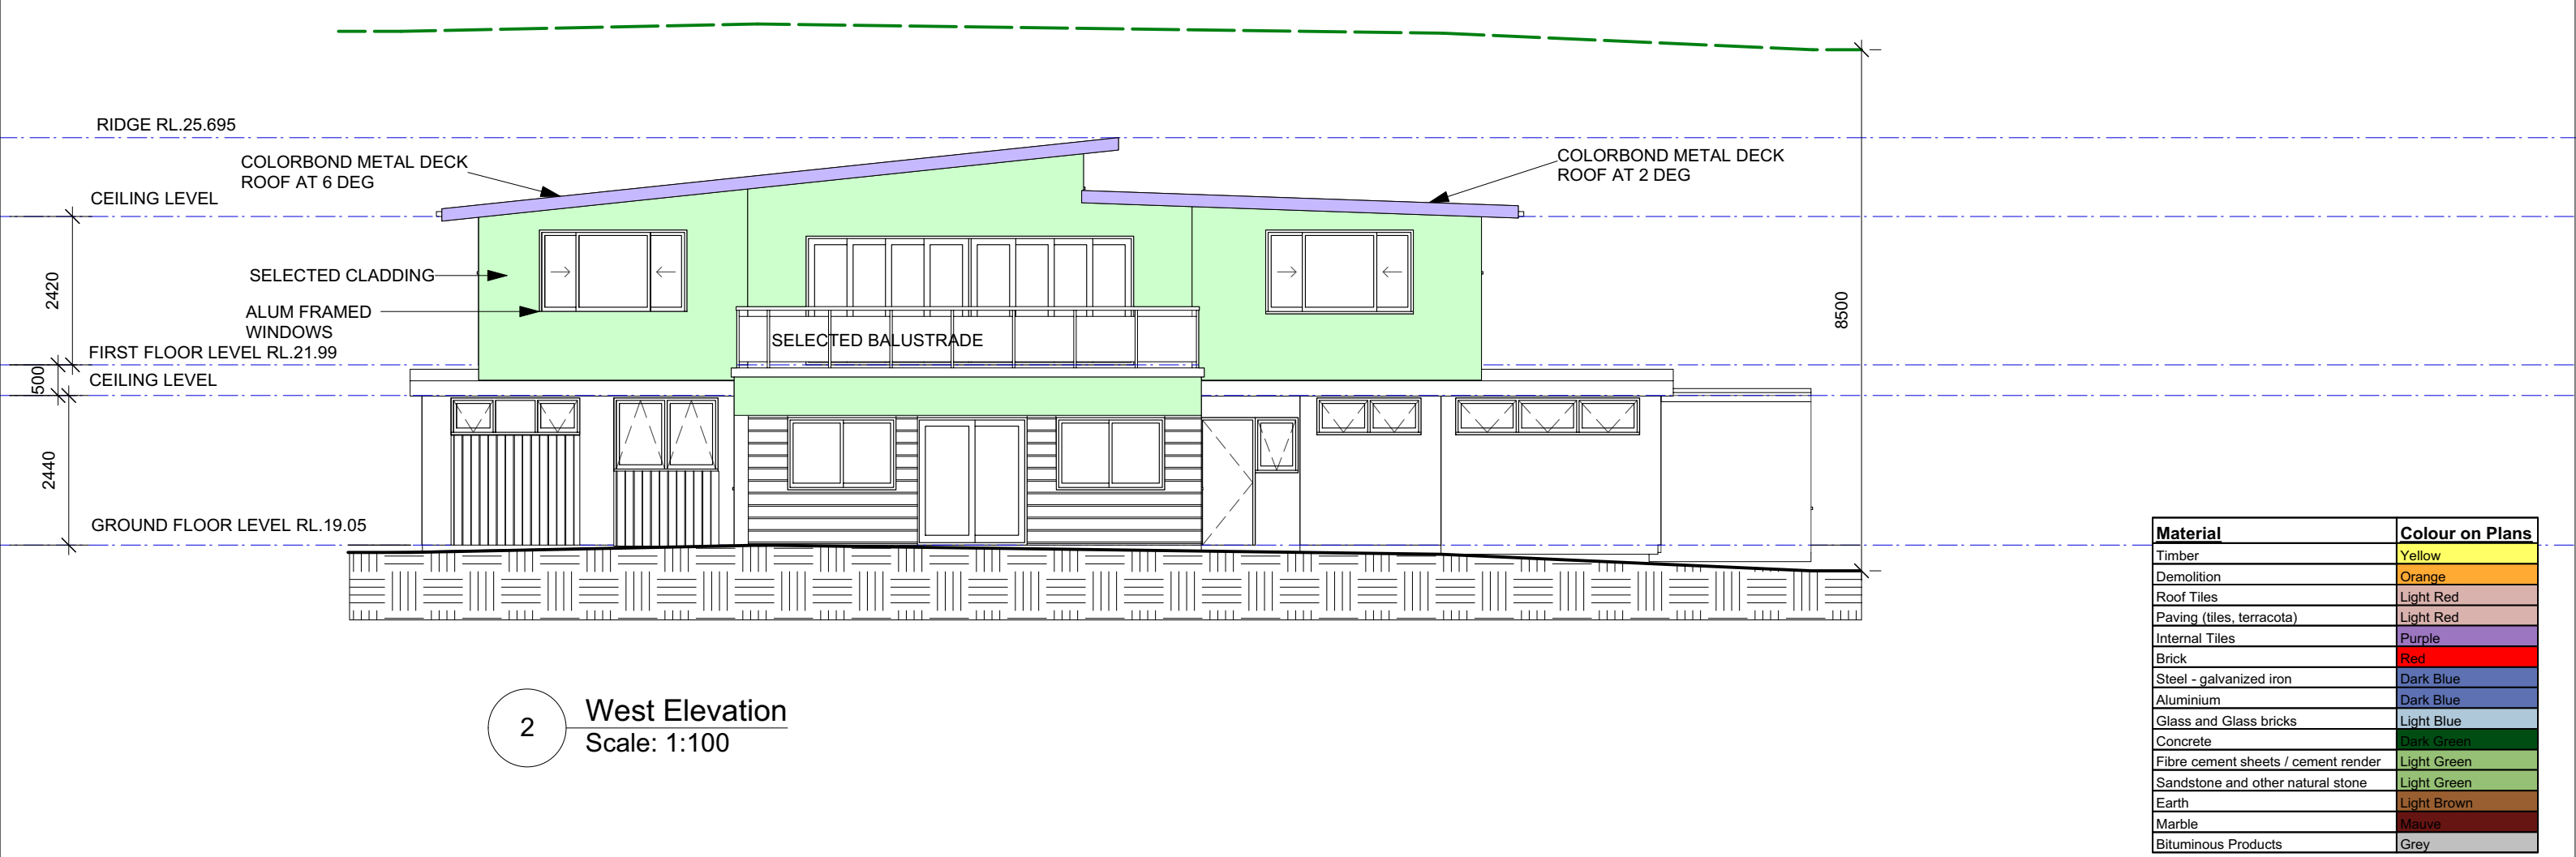 RIDGE RL.25.695
COLORBOND METAL DECK
ROOF AT 6 DEG
COLORBOND METAL DECK
ROOF AT 2 DEG
CEILING LEVEL
2420
SELECTED CLADDING
ALUM FRAMED
WINDOWS
SELECTED BALUSTRADE
8500
FIRST FLOOR LEVEL RL.21.99
500
CEILING LEVEL
2440
GROUND FLOOR LEVEL RL.19.05
2
West Elevation
Scale: 1:100
Material Colour on Plans
Timber Yellow
Demolition Orange
Roof Tiles Light Red
Paving (tiles, terracota) Light Red
Internal Tiles Purple
Brick Red
Steel - galvanized iron Dark Blue
Aluminium Dark Blue
Glass and Glass bricks Light Blue
Concrete Dark Green
Fibre cement sheets / cement render Light Green
Sandstone and other natural stone Light Green
Earth Light Brown
Marble Mauve
Bituminous Products Grey